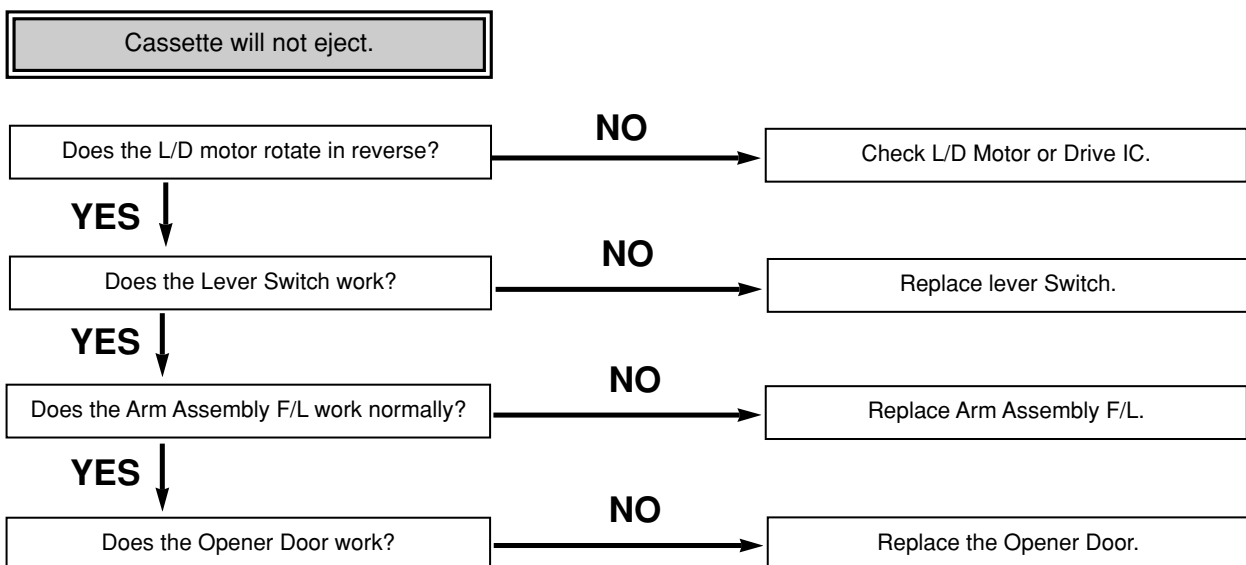 Cassette will not eject.
NO
Does the L/D motor rotate in reverse?
Check L/D Motor or Drive IC.
YES
NO
Does the Lever Switch work?
Replace lever Switch.
YES
NO
Does the Arm Assembly F/L work normally?
Replace Arm Assembly F/L.
YES
NO
Does the Opener Door work?
Replace the Opener Door.